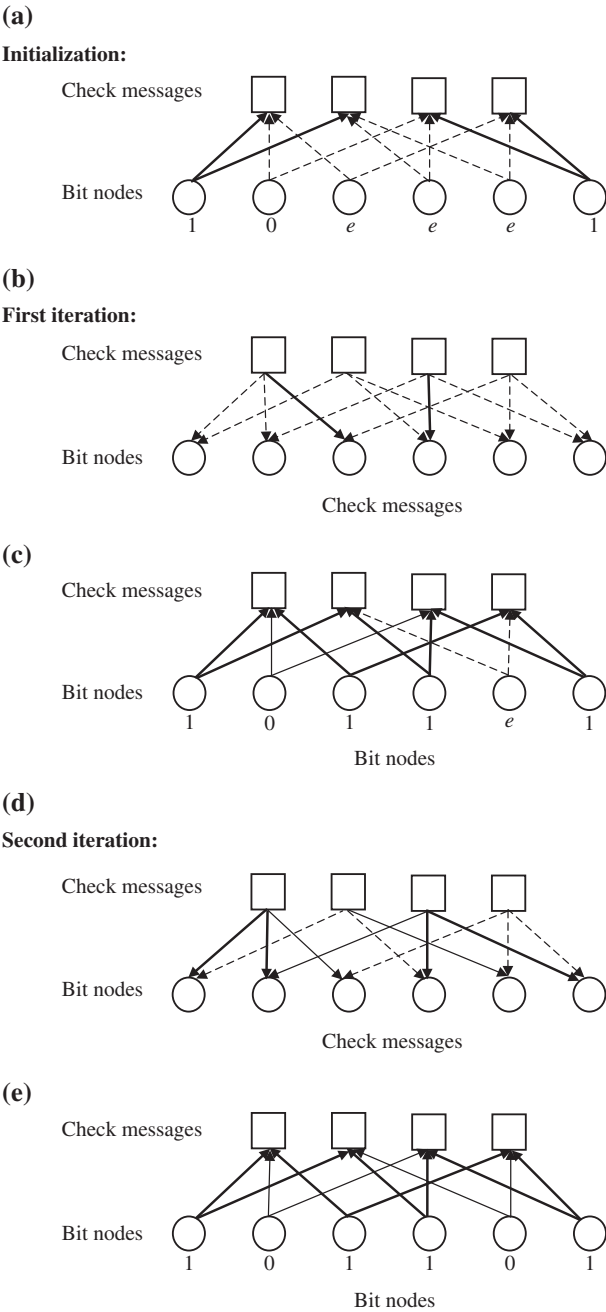 (a)
Initialization:
Check messages
Bit nodes
1 0 e e e 1
(b)
First iteration:
Check messages
Bit nodes
Check messages
(c)
Check messages
Bit nodes
1 0 1 1 e 1
Bit nodes
(d)
Second iteration:
Check messages
Bit nodes
Check messages
(e)
Check messages
Bit nodes
1 0 1 1 0 1
Bit nodes